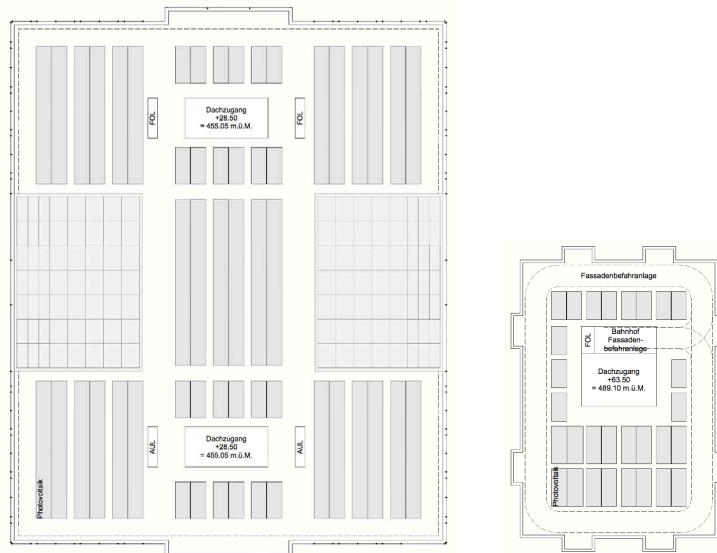 FOL
Dachzugang
+28.50
= 455.05 m.ü.M.
FOL
AUL
Dachzugang
+28.50
= 455.05 m.ü.M.
AUL
Photovoltaik
Fassadenbefahranlage
FOL
Bahnhof
Fassaden-
befahranlage
Dachzugang
+63.50
= 489.10 m.ü.M.
Photovoltaik